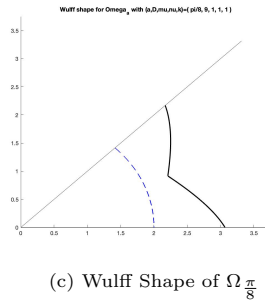 Wulff shape for Omega_a with (a,D,mu,nu,k)=( pi/8, 9, 1, 1, 1 )
3.5
3
2.5
2
1.5
1
0.5
0
0 0.5 1 1.5 2 2.5 3 3.5
(c) Wulff Shape of Ω_{π/8}